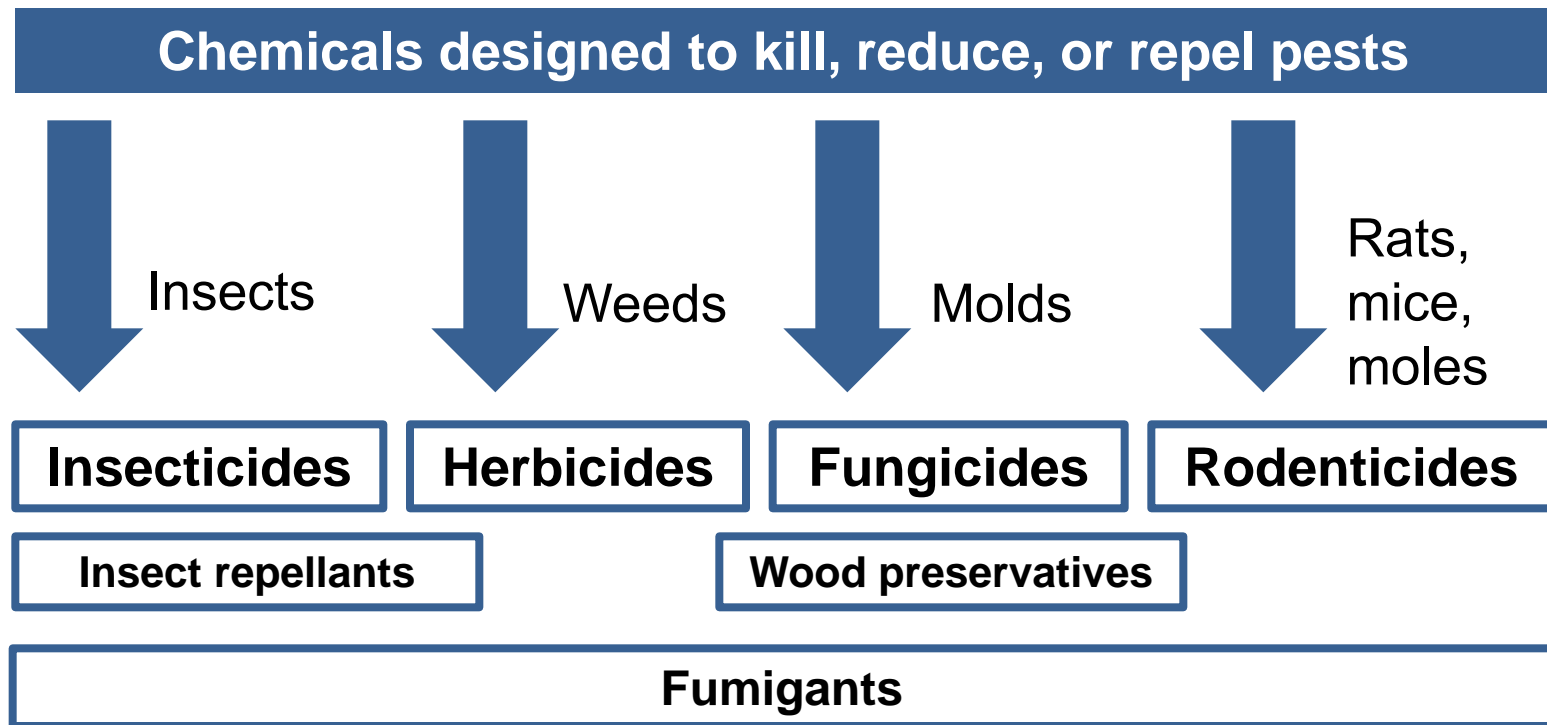 Chemicals designed to kill, reduce, or repel pests
Insects
Weeds
Molds
Rats,
mice,
moles
Insecticides
Herbicides
Fungicides
Rodenticides
Insect repellants
Wood preservatives
Fumigants